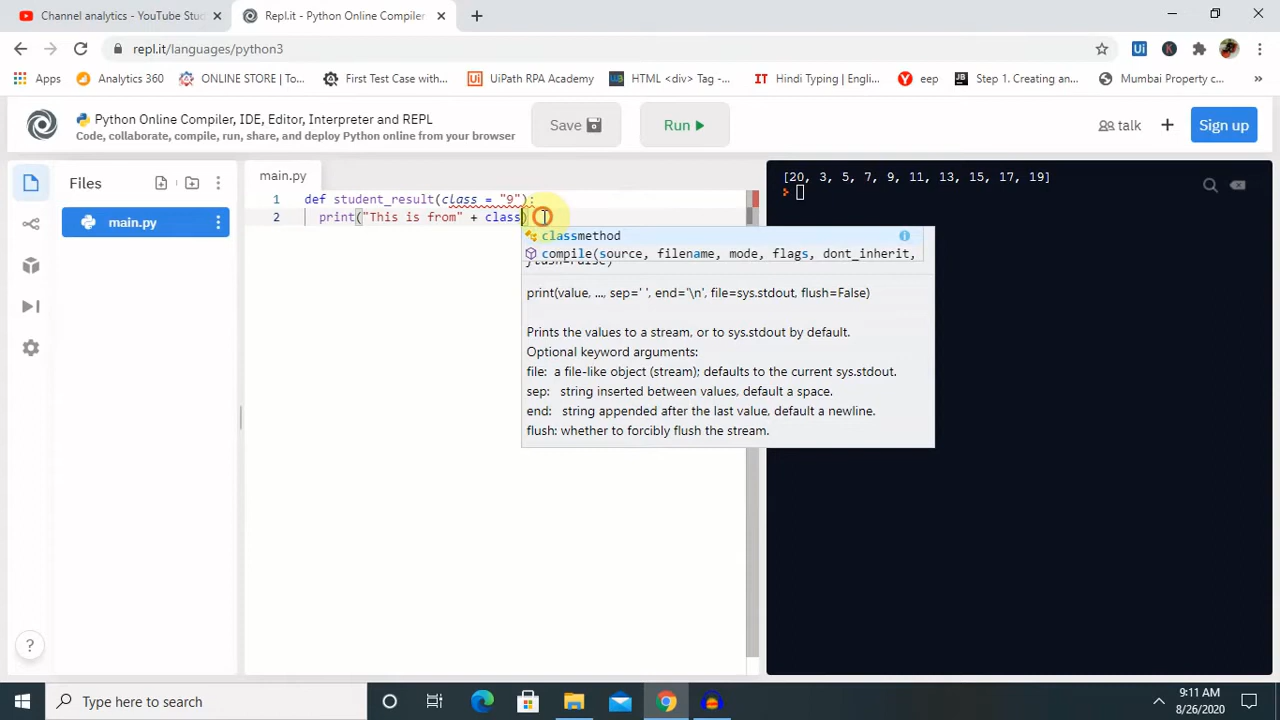 Channel analytics - YouTube Stud
Repl.it - Python Online Compiler
repl.it/languages/python3
Ui
K
Apps
Analytics 360
ONLINE STORE | To...
First Test Case with...
Ui
UiPath RPA Academy
HTML <div> Tag -...
IT
Hindi Typing | Engli...
Y
eep
JB
Step 1. Creating an...
Mumbai Property c...
»
Python Online Compiler, IDE, Editor, Interpreter and REPL
Code, collaborate, compile, run, share, and deploy Python online from your browser
Save
Run
talk
+
Sign up
Files
main.py
main.py
1 def student_result(class = "9"):
2 print("This is from" + class)
classmethod
compile(source, filename, mode, flags, dont_inherit,
print(value, ..., sep=' ', end='\n', file=sys.stdout, flush=False)
Prints the values to a stream, or to sys.stdout by default.
Optional keyword arguments:
file: a file-like object (stream); defaults to the current sys.stdout.
sep: string inserted between values, default a space.
end: string appended after the last value, default a newline.
flush: whether to forcibly flush the stream.
[20, 3, 5, 7, 9, 11, 13, 15, 17, 19]
?
Type here to search
9:11 AM
8/26/2020